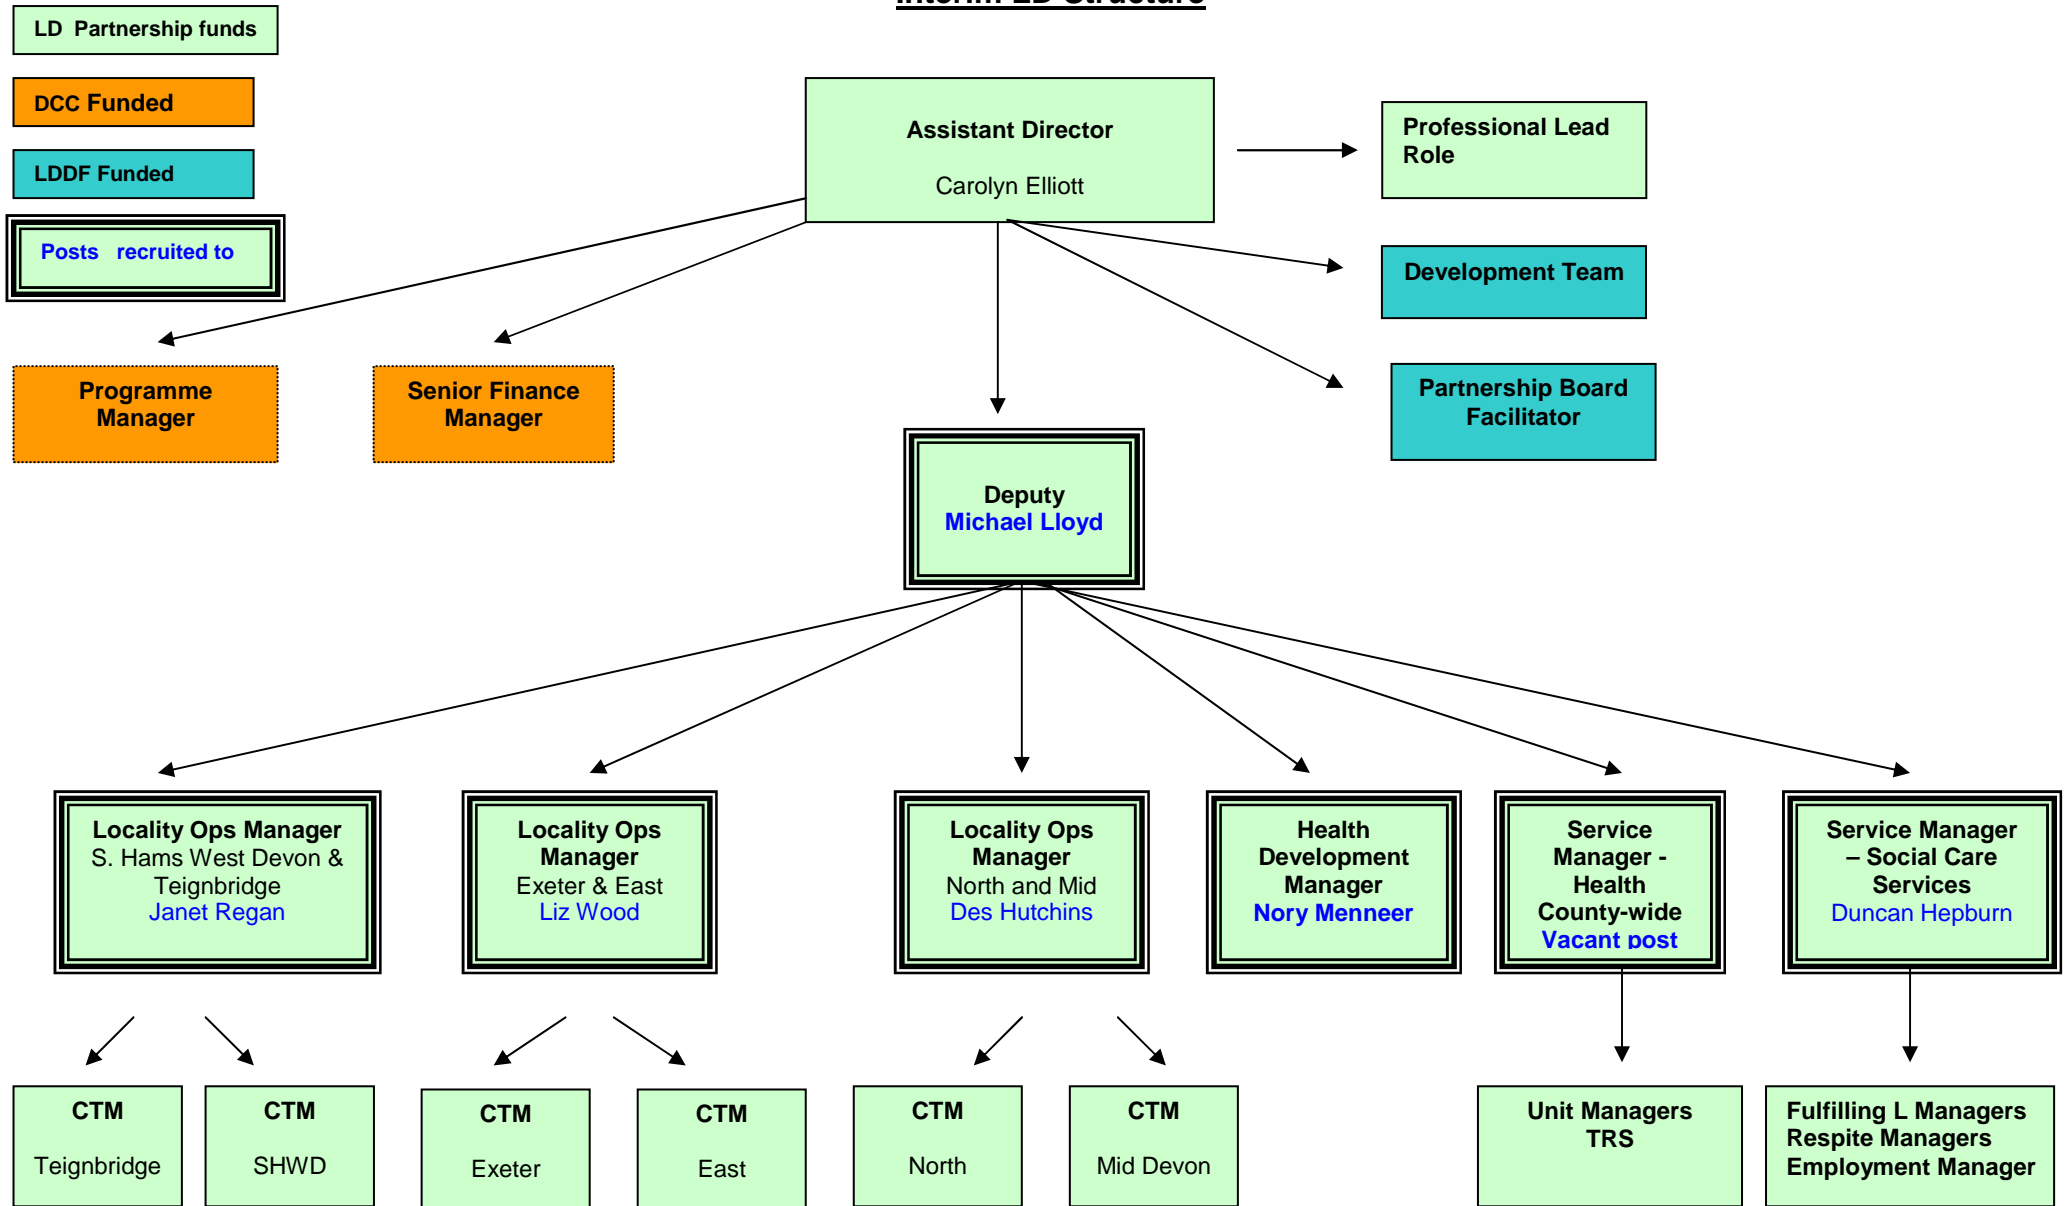 Interim LD Structure
LD Partnership funds
DCC Funded
LDDF Funded
Posts recruited to
Assistant Director
Carolyn Elliott
Professional Lead
Role
Development Team
Partnership Board
Facilitator
Programme
Manager
Senior Finance
Manager
Deputy
Michael Lloyd
Locality Ops Manager
S. Hams West Devon &
Teignbridge
Janet Regan
Locality Ops
Manager
Exeter & East
Liz Wood
Locality Ops
Manager
North and Mid
Des Hutchins
Health
Development
Manager
Nory Menneer
Service
Manager -
Health
County-wide
Vacant post
Service Manager
– Social Care
Services
Duncan Hepburn
CTM
Teignbridge
CTM
SHWD
CTM
Exeter
CTM
East
CTM
North
CTM
Mid Devon
Unit Managers
TRS
Fulfilling L Managers
Respite Managers
Employment Manager